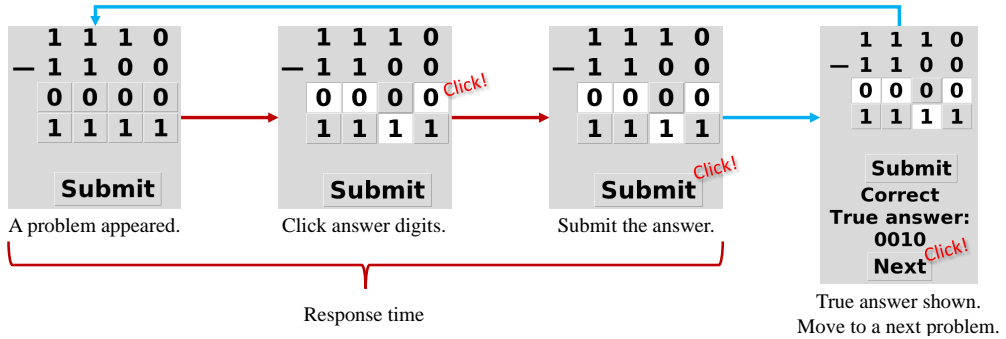 1 1 1 0
— 1 1 0 0
0 0 0 0
1 1 1 1
Submit
A problem appeared.
1 1 1 0
— 1 1 0 0
0 0 0 0
Click!
1 1 1 1
Submit
Click answer digits.
1 1 1 0
— 1 1 0 0
0 0 0 0
1 1 1 1
Click!
Submit
Submit the answer.
Response time
1 1 1 0
— 1 1 0 0
0 0 0 0
1 1 1 1
Submit
Correct
True answer:
0010
Click!
Next
True answer shown.
Move to a next problem.